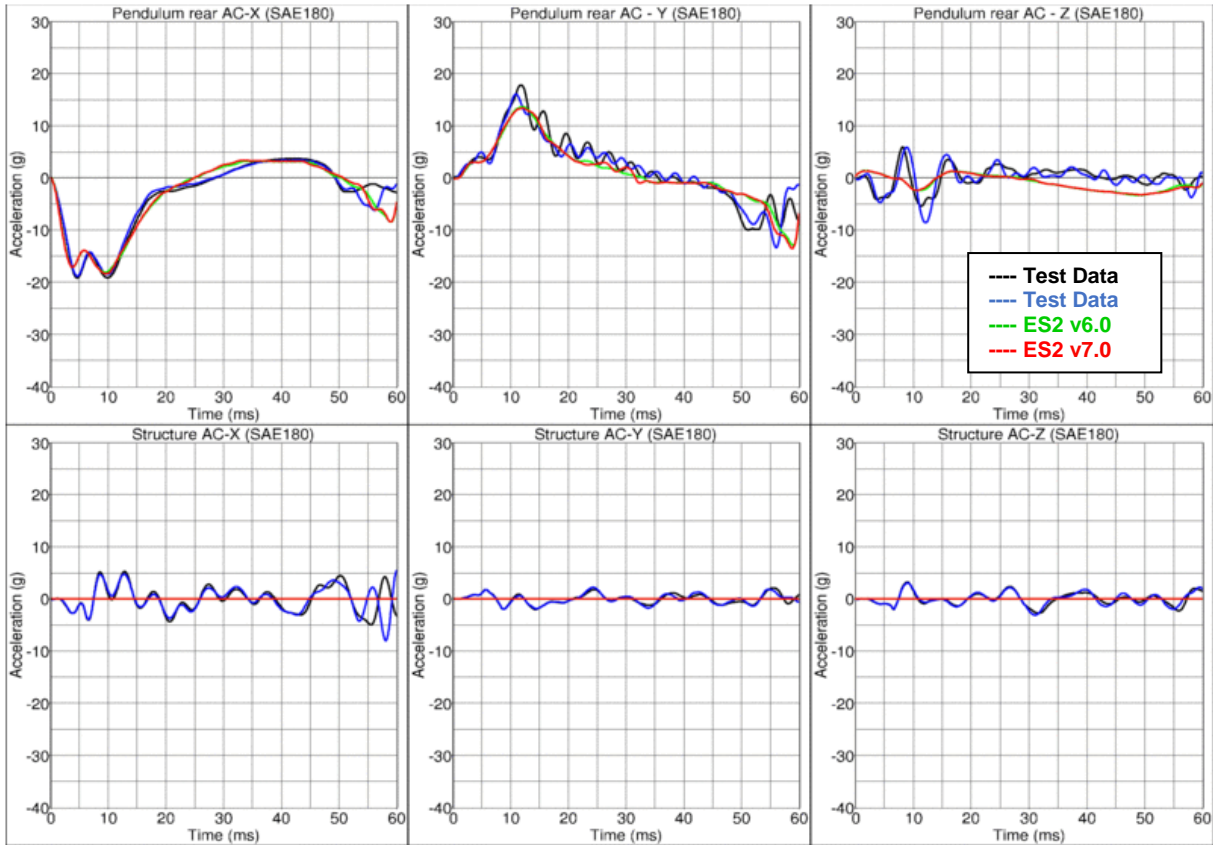 Pendulum rear AC-X (SAE180)
30
20
10
0
-10
-20
-30
-40
Acceleration (g)
0 10 20 30 40 50 60
Time (ms)
Pendulum rear AC - Y (SAE180)
30
20
10
0
-10
-20
-30
-40
Acceleration (g)
0 10 20 30 40 50 60
Time (ms)
Pendulum rear AC - Z (SAE180)
30
20
10
0
-10
-20
-30
-40
Acceleration (g)
0 10 20 30 40 50 60
Time (ms)
---- Test Data
---- Test Data
---- ES2 v6.0
---- ES2 v7.0
Structure AC-X (SAE180)
30
20
10
0
-10
-20
-30
-40
Acceleration (g)
0 10 20 30 40 50 60
Time (ms)
Structure AC-Y (SAE180)
30
20
10
0
-10
-20
-30
-40
Acceleration (g)
0 10 20 30 40 50 60
Time (ms)
Structure AC-Z (SAE180)
30
20
10
0
-10
-20
-30
-40
Acceleration (g)
0 10 20 30 40 50 60
Time (ms)